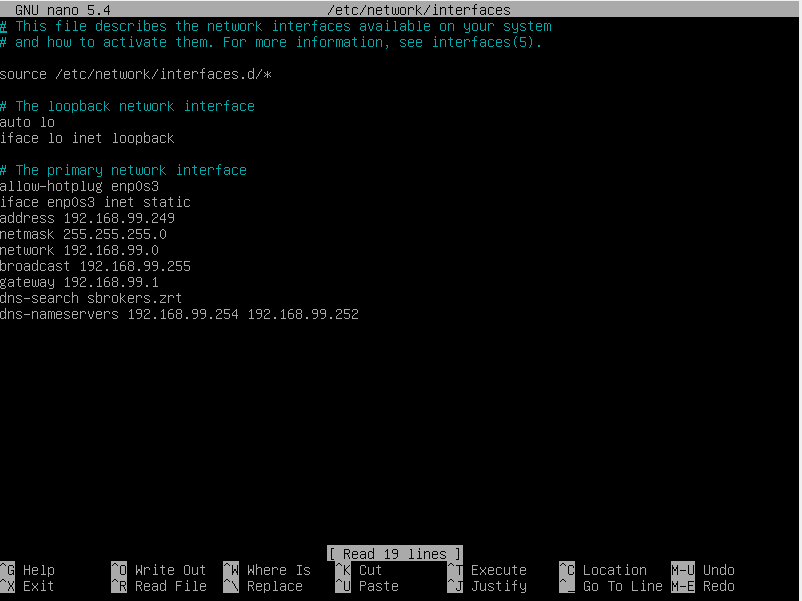 GNU nano 5.4 /etc/network/interfaces
# This file describes the network interfaces available on your system
# and how to activate them. For more information, see interfaces(5).
source /etc/network/interfaces.d/*
# The loopback network interface
auto lo
iface lo inet loopback
# The primary network interface
allow-hotplug enp0s3
iface enp0s3 inet static
address 192.168.99.249
netmask 255.255.255.0
network 192.168.99.0
broadcast 192.168.99.255
gateway 192.168.99.1
dns-search sbrokers.zrt
dns-nameservers 192.168.99.254 192.168.99.252
[ Read 19 lines ]
^G Help ^O Write Out ^W Where Is ^K Cut ^T Execute ^C Location M-U Undo
^X Exit ^R Read File ^\ Replace ^U Paste ^J Justify ^_ Go To Line M-E Redo